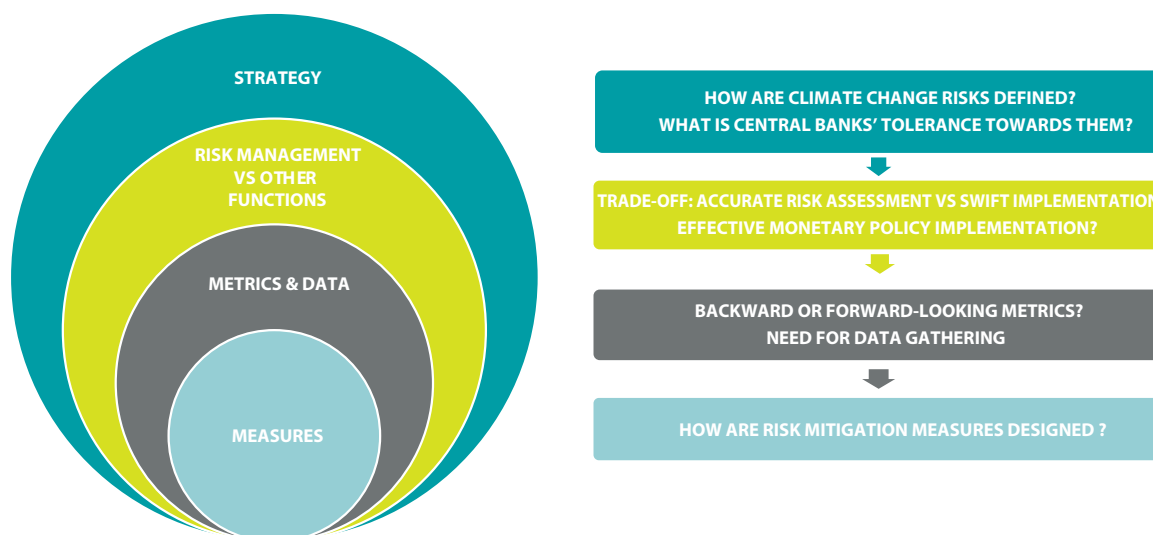 STRATEGY
RISK MANAGEMENT
VS OTHER
FUNCTIONS
METRICS & DATA
MEASURES
HOW ARE CLIMATE CHANGE RISKS DEFINED?
WHAT IS CENTRAL BANKS’ TOLERANCE TOWARDS THEM?
TRADE-OFF: ACCURATE RISK ASSESSMENT VS SWIFT IMPLEMENTATION
EFFECTIVE MONETARY POLICY IMPLEMENTATION?
BACKWARD OR FORWARD-LOOKING METRICS?
NEED FOR DATA GATHERING
HOW ARE RISK MITIGATION MEASURES DESIGNED ?